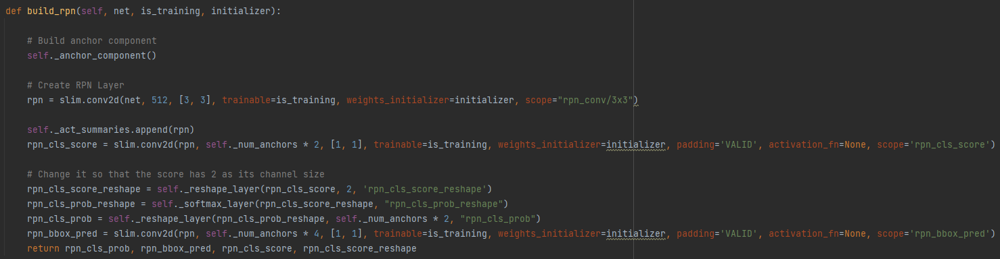 def build_rpn(self, net, is_training, initializer):
# Build anchor component
self._anchor_component()
# Create RPN Layer
rpn = slim.conv2d(net, 512, [3, 3], trainable=is_training, weights_initializer=initializer, scope="rpn_conv/3x3")
self._act_summaries.append(rpn)
rpn_cls_score = slim.conv2d(rpn, self._num_anchors * 2, [1, 1], trainable=is_training, weights_initializer=initializer, padding='VALID', activation_fn=None, scope='rpn_cls_score')
# Change it so that the score has 2 as its channel size
rpn_cls_score_reshape = self._reshape_layer(rpn_cls_score, 2, 'rpn_cls_score_reshape')
rpn_cls_prob_reshape = self._softmax_layer(rpn_cls_score_reshape, "rpn_cls_prob_reshape")
rpn_cls_prob = self._reshape_layer(rpn_cls_prob_reshape, self._num_anchors * 2, "rpn_cls_prob")
rpn_bbox_pred = slim.conv2d(rpn, self._num_anchors * 4, [1, 1], trainable=is_training, weights_initializer=initializer, padding='VALID', activation_fn=None, scope='rpn_bbox_pred')
return rpn_cls_prob, rpn_bbox_pred, rpn_cls_score, rpn_cls_score_reshape